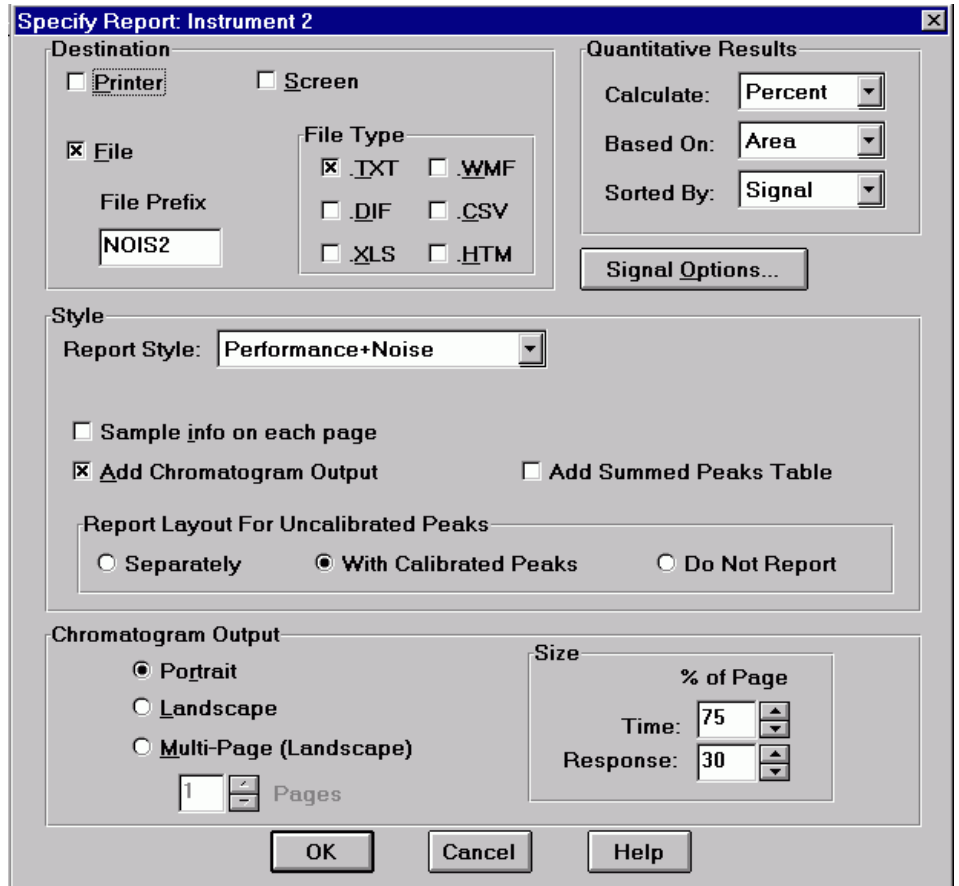 Specify Report: Instrument 2
Destination
Printer
Screen
File
File Prefix
NOIS2
File Type
.TXT
.WMF
.DIF
.CSV
.XLS
.HTM
Quantitative Results
Calculate: Percent
Based On: Area
Sorted By: Signal
Signal Options...
Style
Report Style: Performance+Noise
Sample info on each page
Add Chromatogram Output
Add Summed Peaks Table
Report Layout For Uncalibrated Peaks
Separately
With Calibrated Peaks
Do Not Report
Chromatogram Output
Portrait
Landscape
Multi-Page (Landscape)
1 Pages
Size
% of Page
Time: 75
Response: 30
OK
Cancel
Help